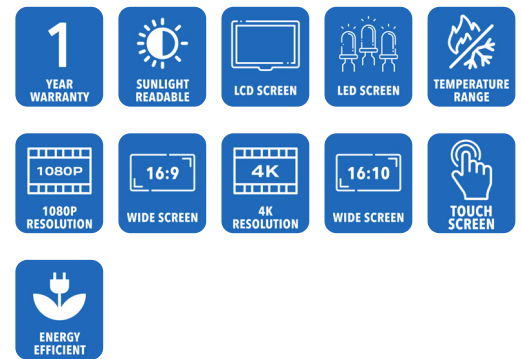 1
YEAR
WARRANTY
SUNLIGHT
READABLE
LCD SCREEN
LED SCREEN
TEMPERATURE
RANGE
1080P
1080P
RESOLUTION
16:9
WIDE SCREEN
4K
4K
RESOLUTION
16:10
WIDE SCREEN
TOUCH
SCREEN
ENERGY
EFFICIENT